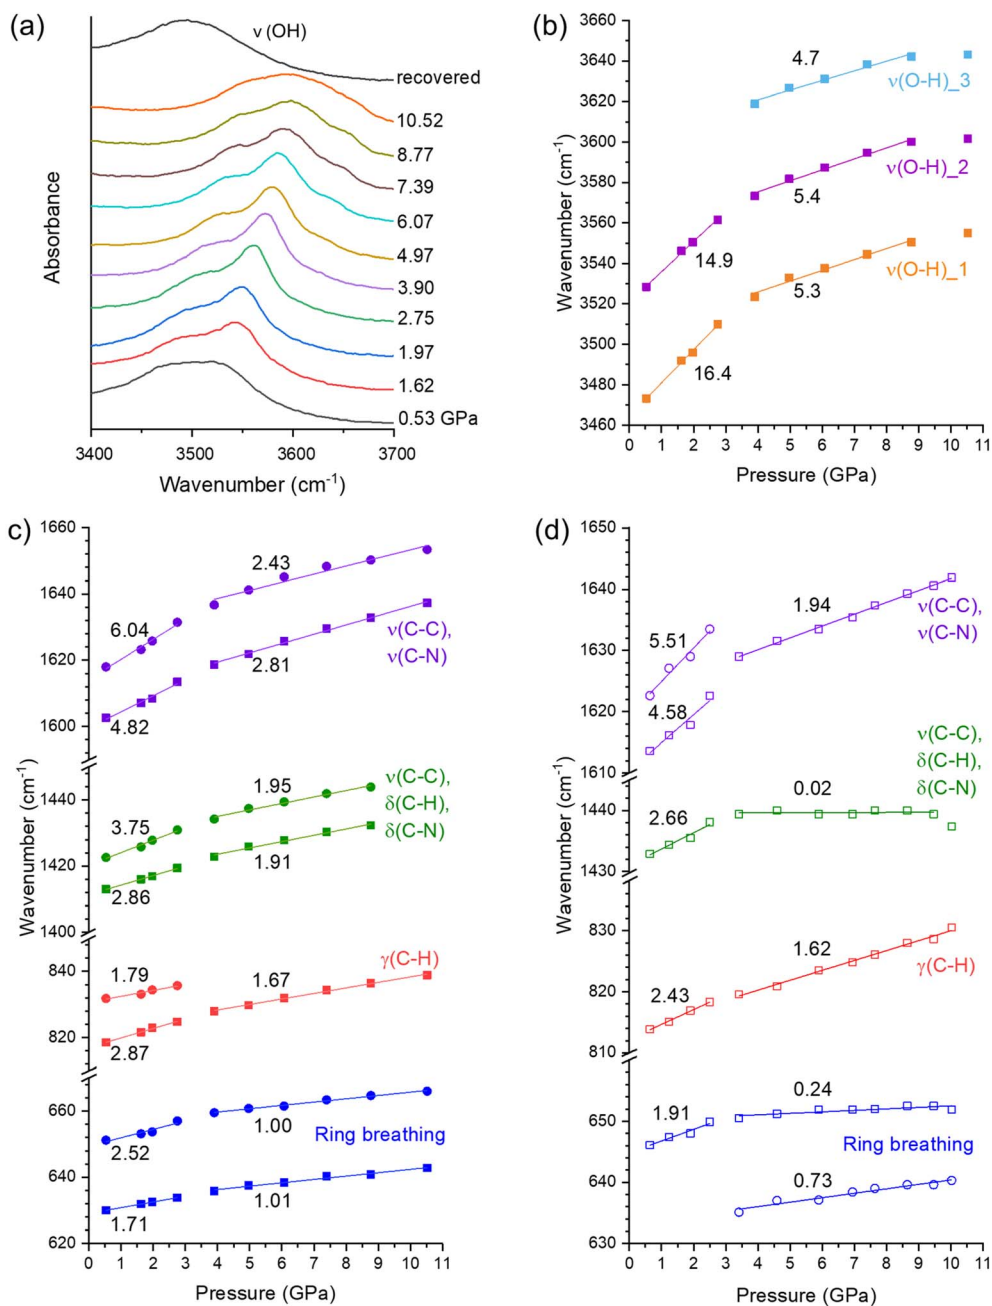 (a)
ν (OH)
recovered
10.52
8.77
7.39
6.07
4.97
3.90
2.75
1.97
1.62
0.53 GPa
Absorbance
3400 3500 3600 3700
Wavenumber (cm⁻¹)
(b)
3660
3640
3620
3600
3580
3560
3540
3520
3500
3480
3460
Wavenumber (cm⁻¹)
4.7
ν(O-H)_3
ν(O-H)_2
5.4
14.9
ν(O-H)_1
5.3
16.4
0 1 2 3 4 5 6 7 8 9 10 11
Pressure (GPa)
c)
1660
1640
1620
1600
1440
1420
1400
840
820
660
640
620
Wavenumber (cm⁻¹)
2.43
6.04
ν(C-C),
ν(C-N)
2.81
4.82
ν(C-C),
δ(C-H),
δ(C-N)
1.95
3.75
1.91
2.86
γ(C-H)
1.79
1.67
2.87
1.00
Ring breathing
2.52
1.01
1.71
0 1 2 3 4 5 6 7 8 9 10 11
Pressure (GPa)
(d)
1650
1640
1630
1620
1610
1440
1430
830
820
810
650
640
630
Wavenumber (cm⁻¹)
1.94
ν(C-C),
ν(C-N)
5.51
4.58
ν(C-C),
δ(C-H),
δ(C-N)
0.02
2.66
1.62
γ(C-H)
2.43
0.24
1.91
Ring breathing
0.73
0 1 2 3 4 5 6 7 8 9 10 11
Pressure (GPa)